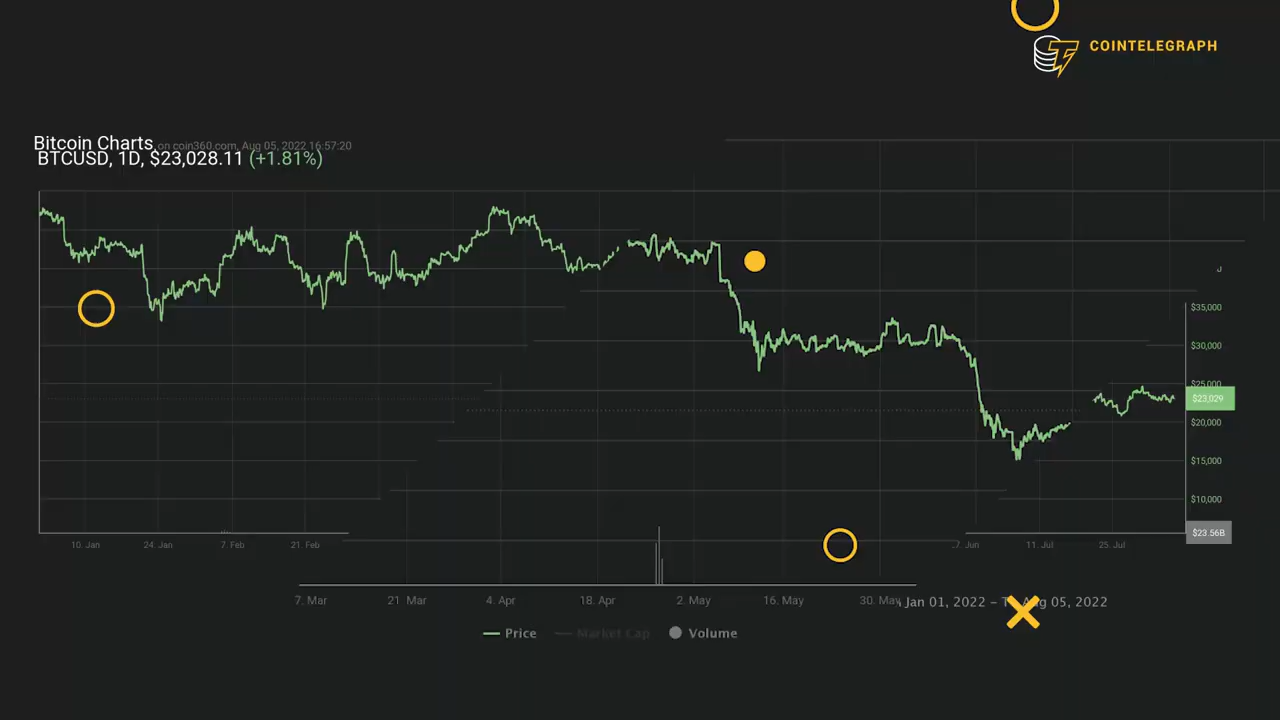 COINTELEGRAPH
Bitcoin Charts, on coin360.com, Aug 05, 2022 16:57:20
BTCUSD, 1D, $23,028.11 (+1.81%)
J
$35,000
$30,000
$25,000
$23,029
$20,000
$15,000
$10,000
$23.56B
10. Jan 24. Jan 7. Feb 21. Feb Jun 11. Jul 25. Jul
7. Mar 21. Mar 4. Apr 18. Apr 2. May 16. May 30. May Jan 01, 2022 – Aug 05, 2022
Price Market Cap Volume